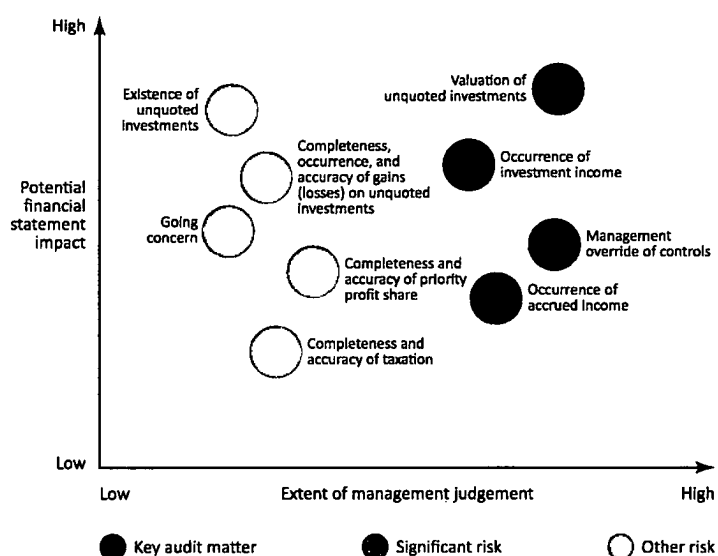 High
Existence of
unquoted
investments
Valuation of
unquoted investments
Completeness,
occurrence, and
accuracy of gains
(losses) on unquoted
investments
Occurrence of
investment income
Potential
financial
statement
impact
Going
concern
Management
override of controls
Completeness and
accuracy of priority
profit share
Occurrence of
accrued income
Completeness and
accuracy of taxation
Low
Low
Extent of management judgement
High
Key audit matter
Significant risk
Other risk